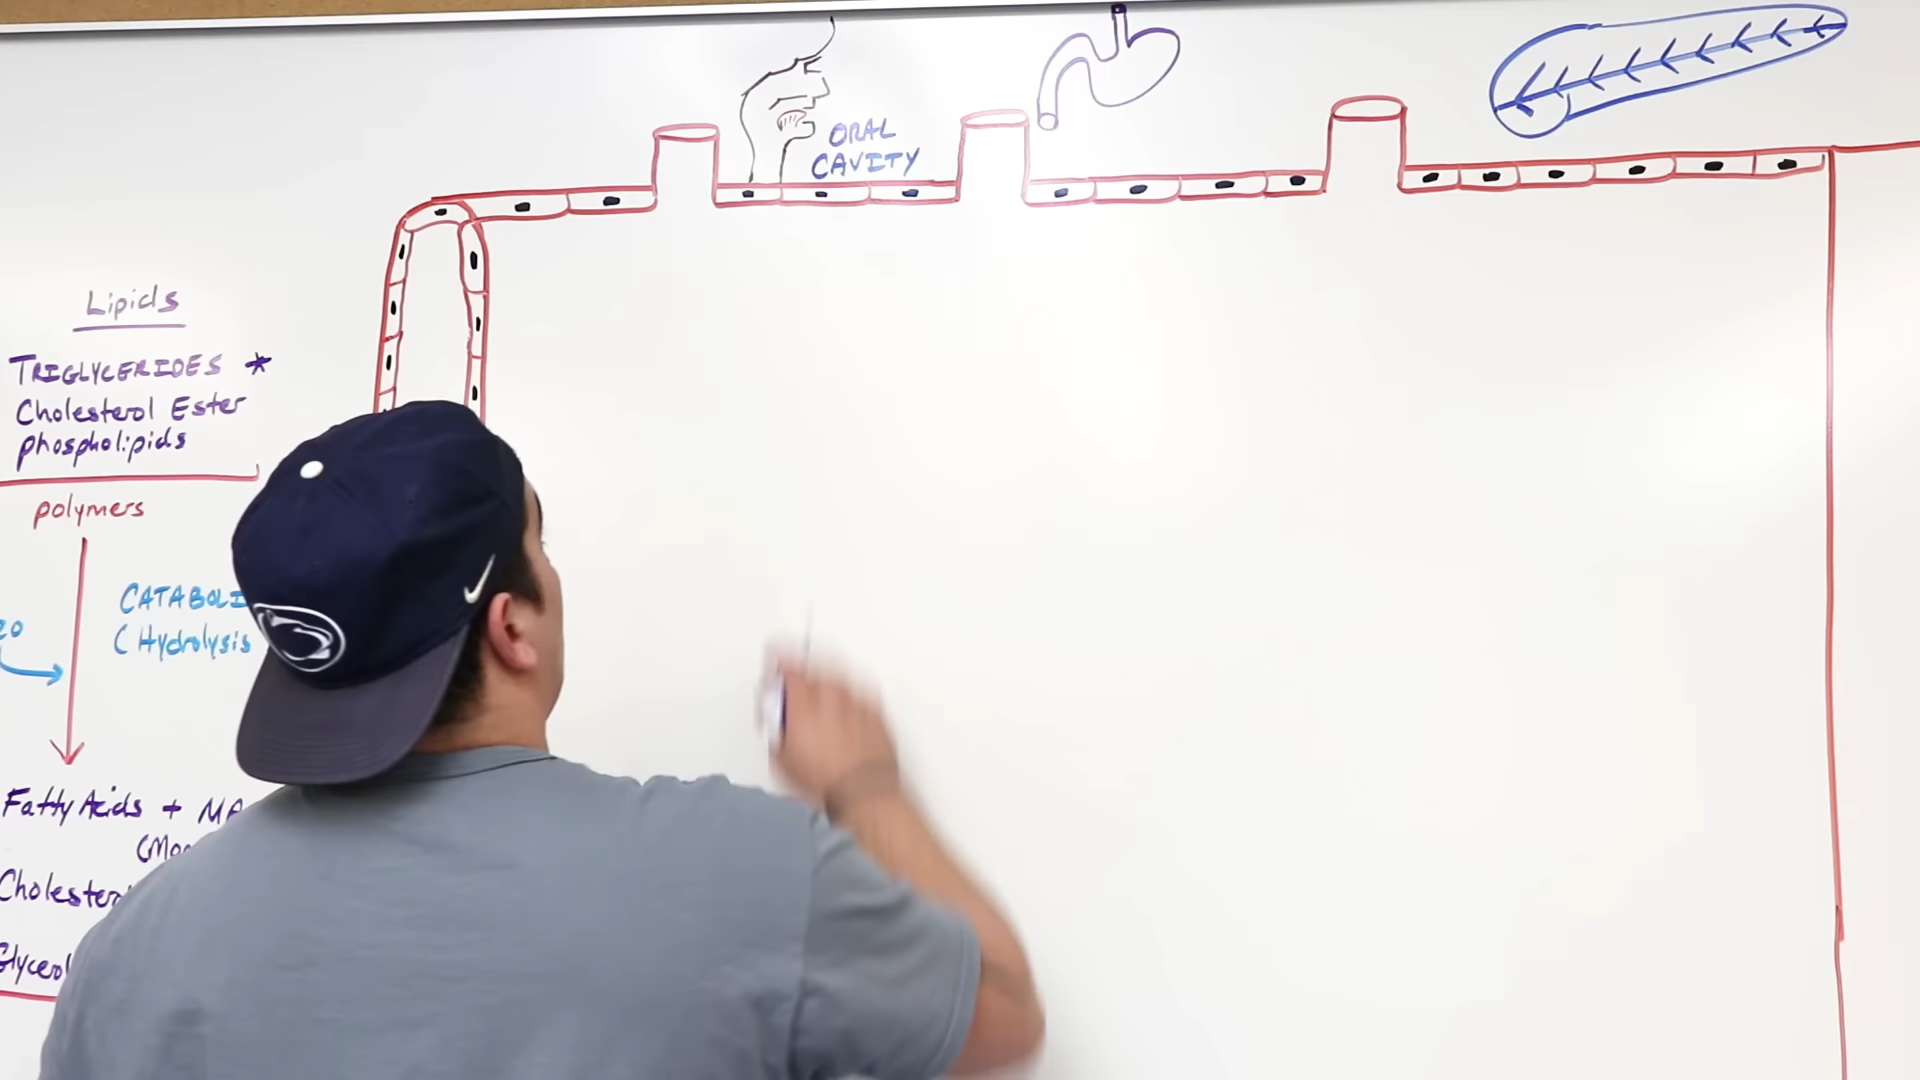 ORAL
CAVITY
Lipids
TRIGLYCERIDES *
Cholesterol Ester
phospholipids
polymers
CATABOLI
(Hydrolysis
Fatty Acids + MA
(Mo
Cholester
Glycerol